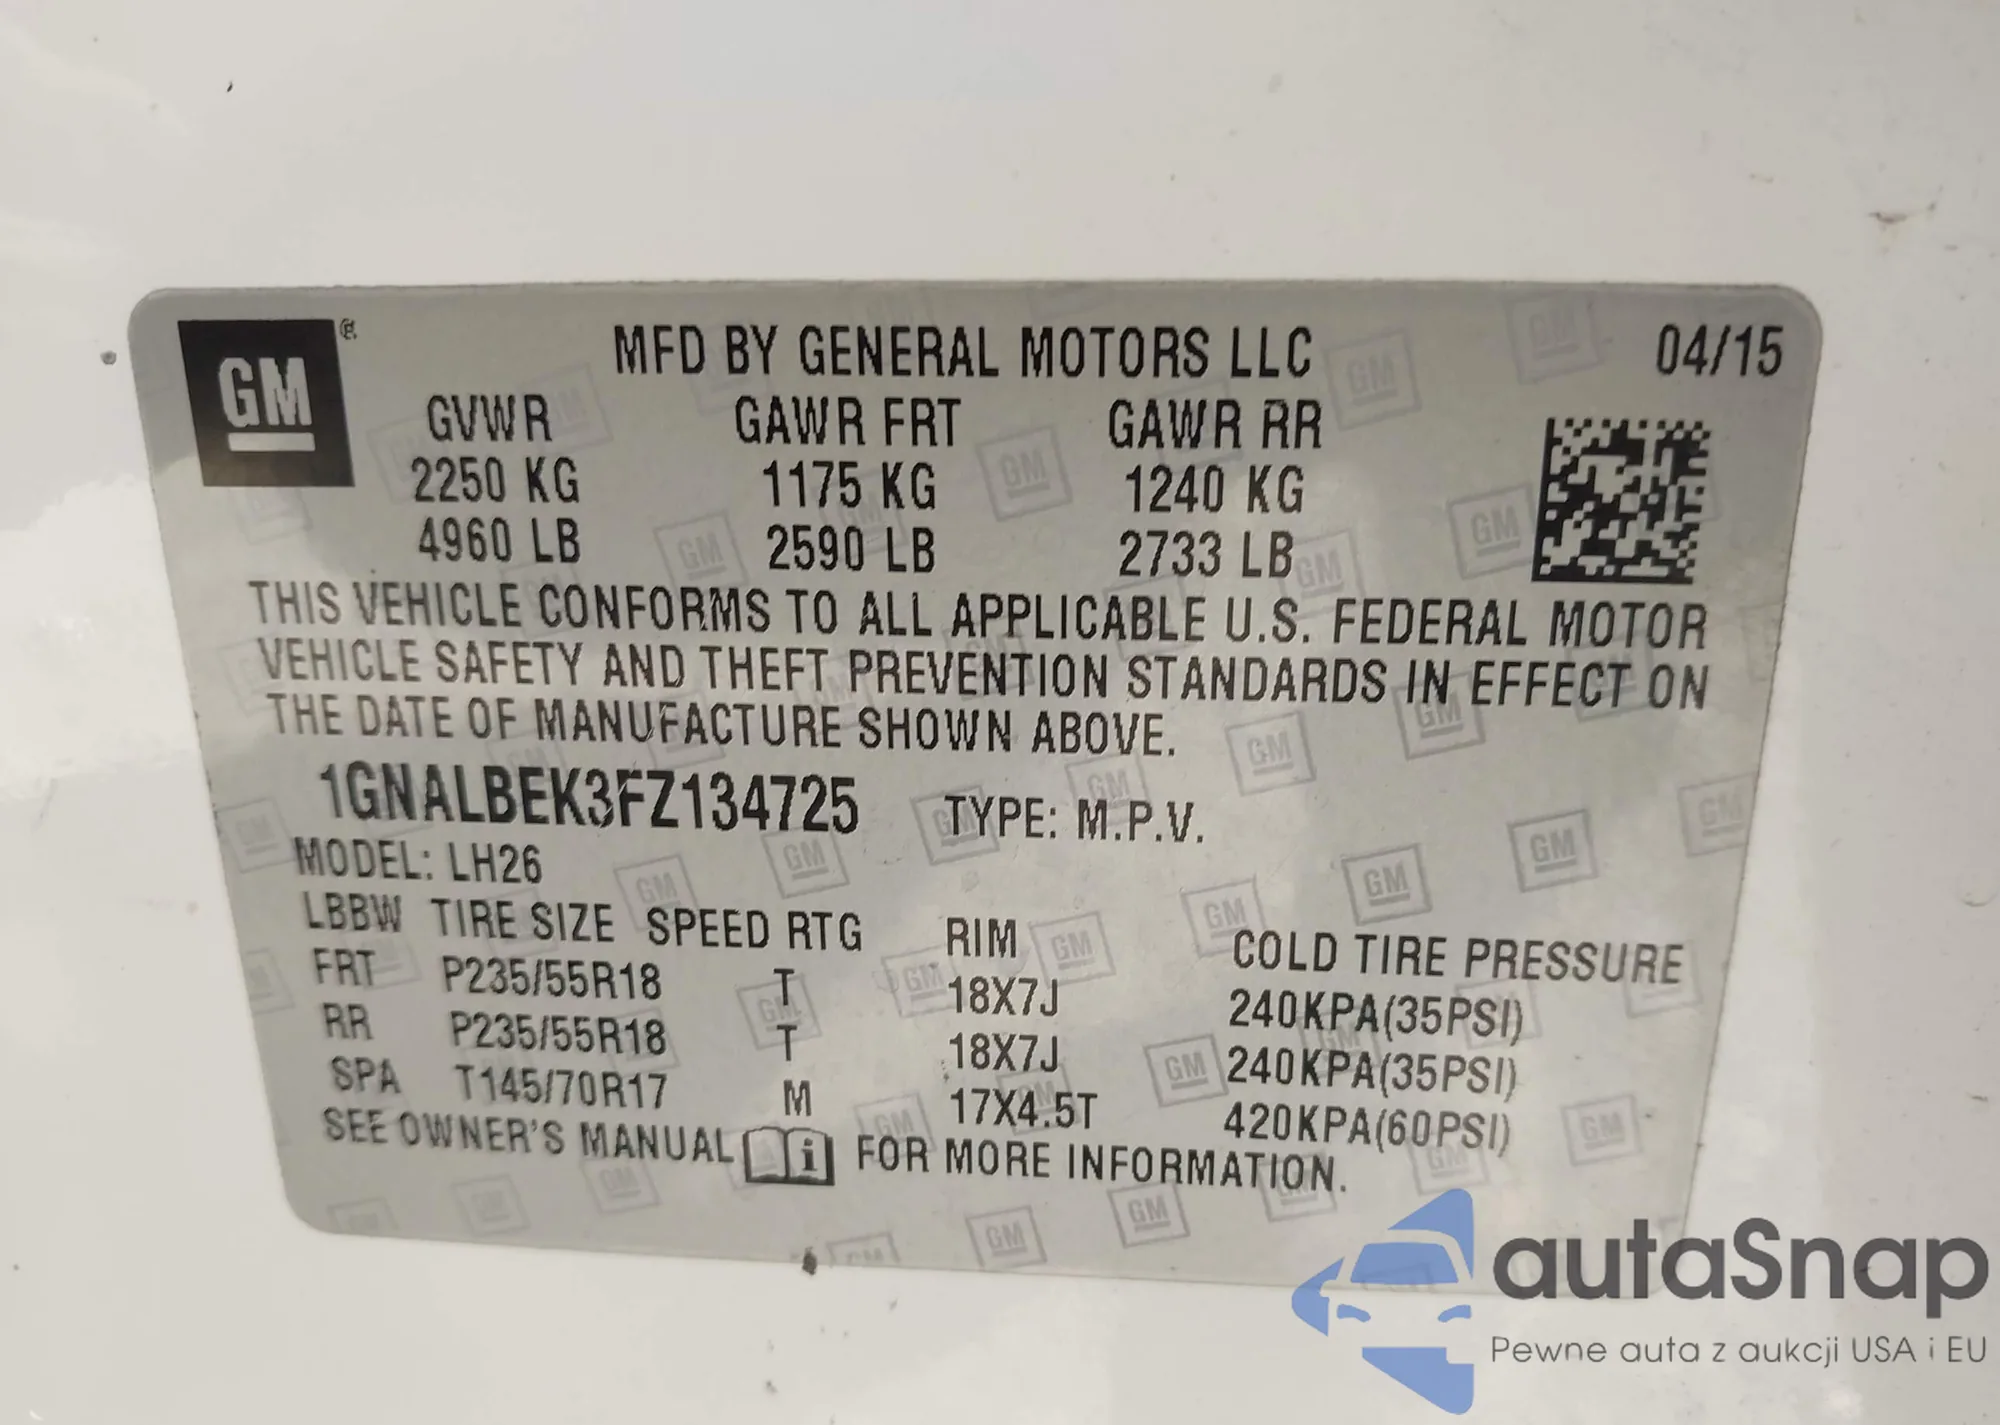 GM ®
MFD BY GENERAL MOTORS LLC 04/15
GVWR GAWR FRT GAWR RR
2250 KG 1175 KG 1240 KG
4960 LB 2590 LB 2733 LB
THIS VEHICLE CONFORMS TO ALL APPLICABLE U.S. FEDERAL MOTOR
VEHICLE SAFETY AND THEFT PREVENTION STANDARDS IN EFFECT ON
THE DATE OF MANUFACTURE SHOWN ABOVE.
1GNALBEK3FZ134725 TYPE: M.P.V.
MODEL: LH26
LBBW TIRE SIZE SPEED RTG RIM COLD TIRE PRESSURE
FRT P235/55R18 T 18X7J 240KPA(35PSI)
RR P235/55R18 T 18X7J 240KPA(35PSI)
SPA T145/70R17 M 17X4.5T 420KPA(60PSI)
SEE OWNER'S MANUAL i FOR MORE INFORMATION.
autaSnap
Pewne auta z aukcji USA i EU